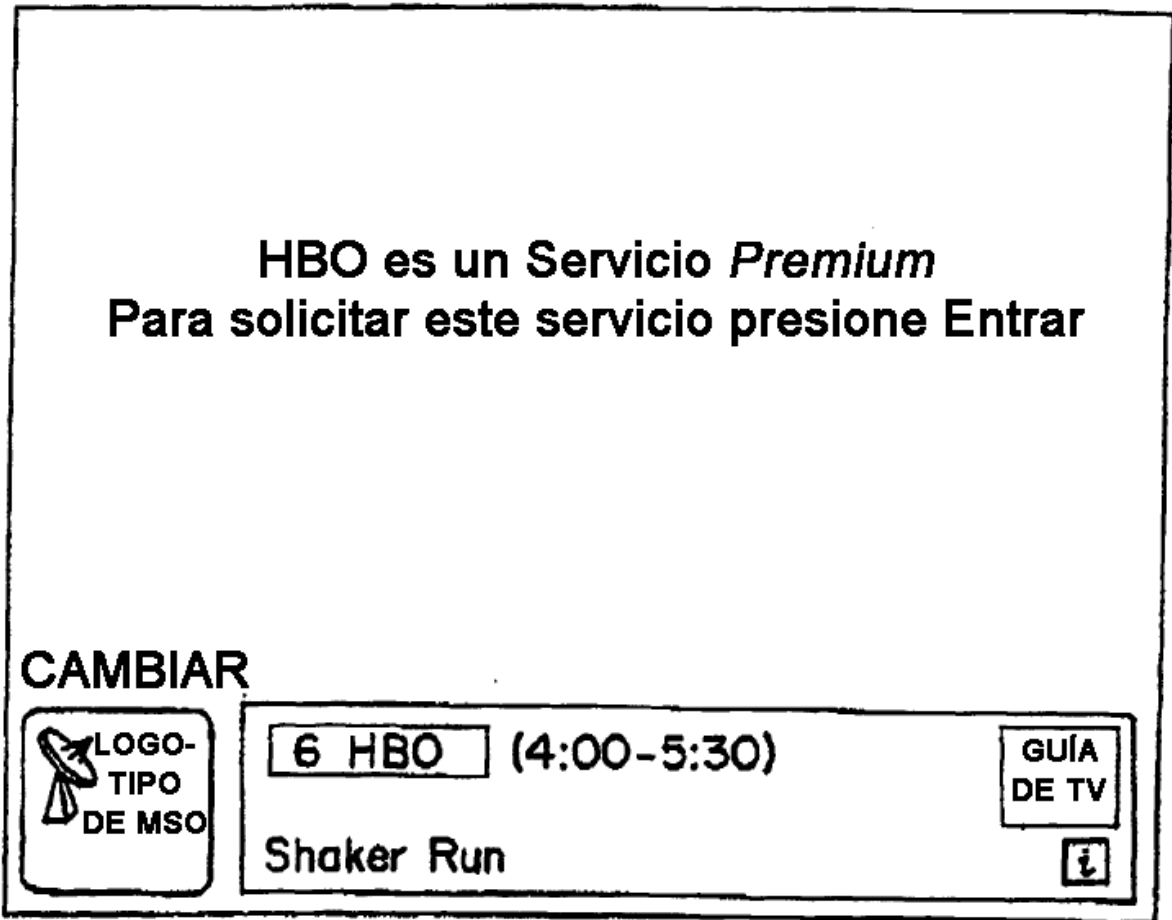 HBO es un Servicio Premium
Para solicitar este servicio presione Entrar
CAMBIAR
LOGO-
TIPO
DE MSO
6 HBO (4:00-5:30)
GUÍA
DE TV
Shaker Run
i